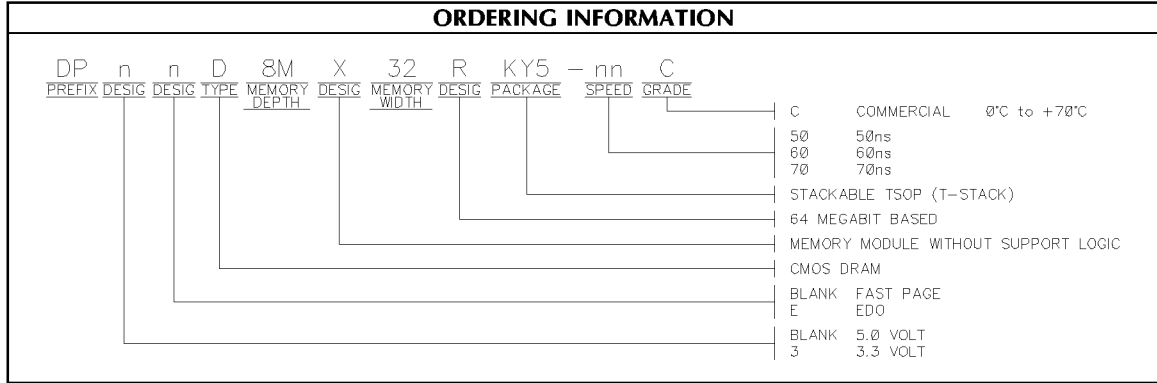 ORDERING INFORMATION
DP n n D 8M X 32 R KY5 - nn C
PREFIX DESIG DESIG TYPE MEMORY DESIG MEMORY DESIG PACKAGE SPEED GRADE
DEPTH WIDTH
C COMMERCIAL 0°C to +70°C
50 50ns
60 60ns
70 70ns
STACKABLE TSOP (T-STACK)
64 MEGABIT BASED
MEMORY MODULE WITHOUT SUPPORT LOGIC
CMOS DRAM
BLANK FAST PAGE
E EDO
BLANK 5.0 VOLT
3 3.3 VOLT